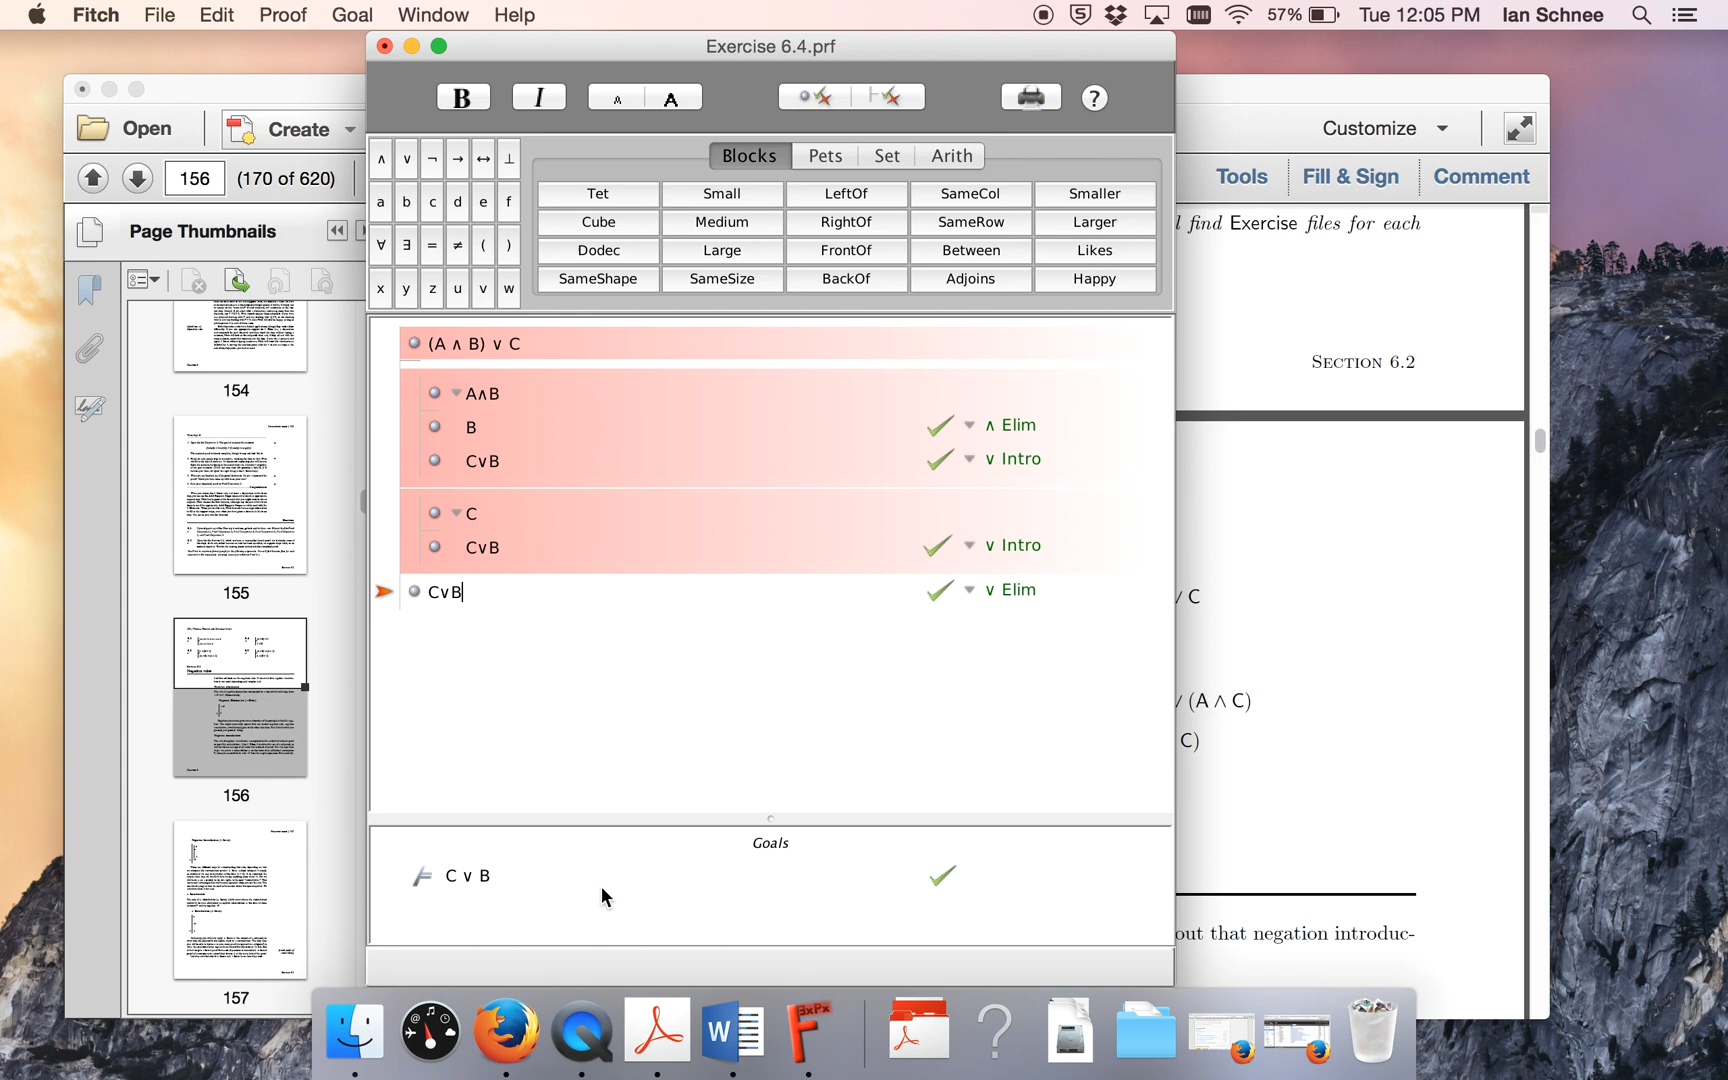 Fitch File Edit Proof Goal Window Help
57% Tue 12:05 PM Ian Schnee
Exercise 6.4.prf
B I A A ?
Open Create
Customize
156 (170 of 620)
Tools Fill & Sign Comment
Page Thumbnails
∧ ∨ ¬ → ↔ ⊥
a b c d e f
∀ ∃ = ≠ ( )
x y z u v w
Blocks Pets Set Arith
Tet Small LeftOf SameCol Smaller
Cube Medium RightOf SameRow Larger
Dodec Large FrontOf Between Likes
SameShape SameSize BackOf Adjoins Happy
find Exercise files for each
SECTION 6.2
(A ∧ B) ∨ C
A∧B
B ∧ Elim
C∨B ∨ Intro
C
C∨B ∨ Intro
C∨B ∨ Elim
154
155
156
157
C
(A ∧ C)
C)
Goals
C ∨ B
out that negation introduc-